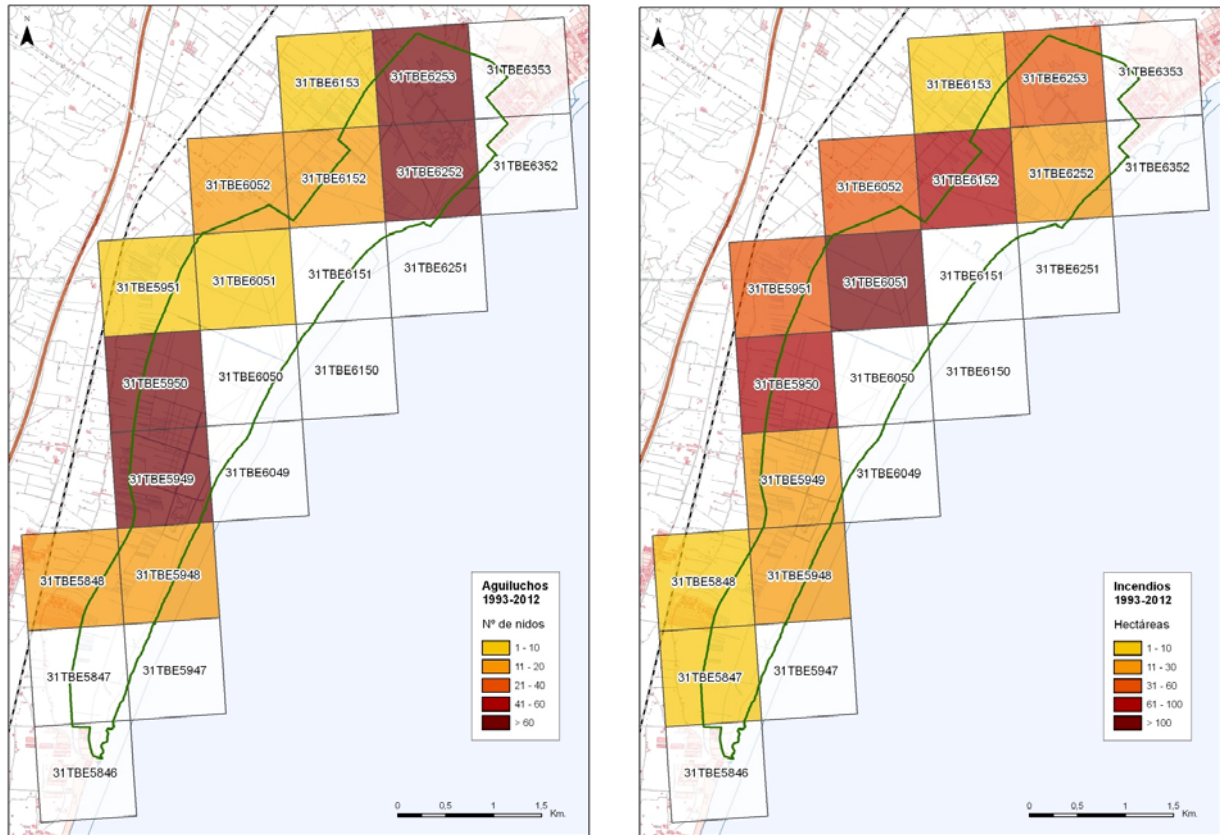 N
31TBE6153
31TBE6253
31TBE6353
31TBE6052
31TBE6152
31TBE6252
31TBE6352
31TBE5951
31TBE6051
31TBE6151
31TBE6251
31TBE5950
31TBE6050
31TBE6150
31TBE5949
31TBE6049
31TBE5848
31TBE5948
31TBE5847
31TBE5947
31TBE5846
Aguiluchos
1993-2012
Nº de nidos
1 - 10
11 - 20
21 - 40
41 - 60
> 60
0 0,5 1 1,5
Km.
N
31TBE6153
31TBE6253
31TBE6353
31TBE6052
31TBE6152
31TBE6252
31TBE6352
31TBE5951
31TBE6051
31TBE6151
31TBE6251
31TBE5950
31TBE6050
31TBE6150
31TBE5949
31TBE6049
31TBE5848
31TBE5948
31TBE5847
31TBE5947
31TBE5846
Incendios
1993-2012
Hectáreas
1 - 10
11 - 30
31 - 60
61 - 100
> 100
0 0,5 1 1,5
Km.